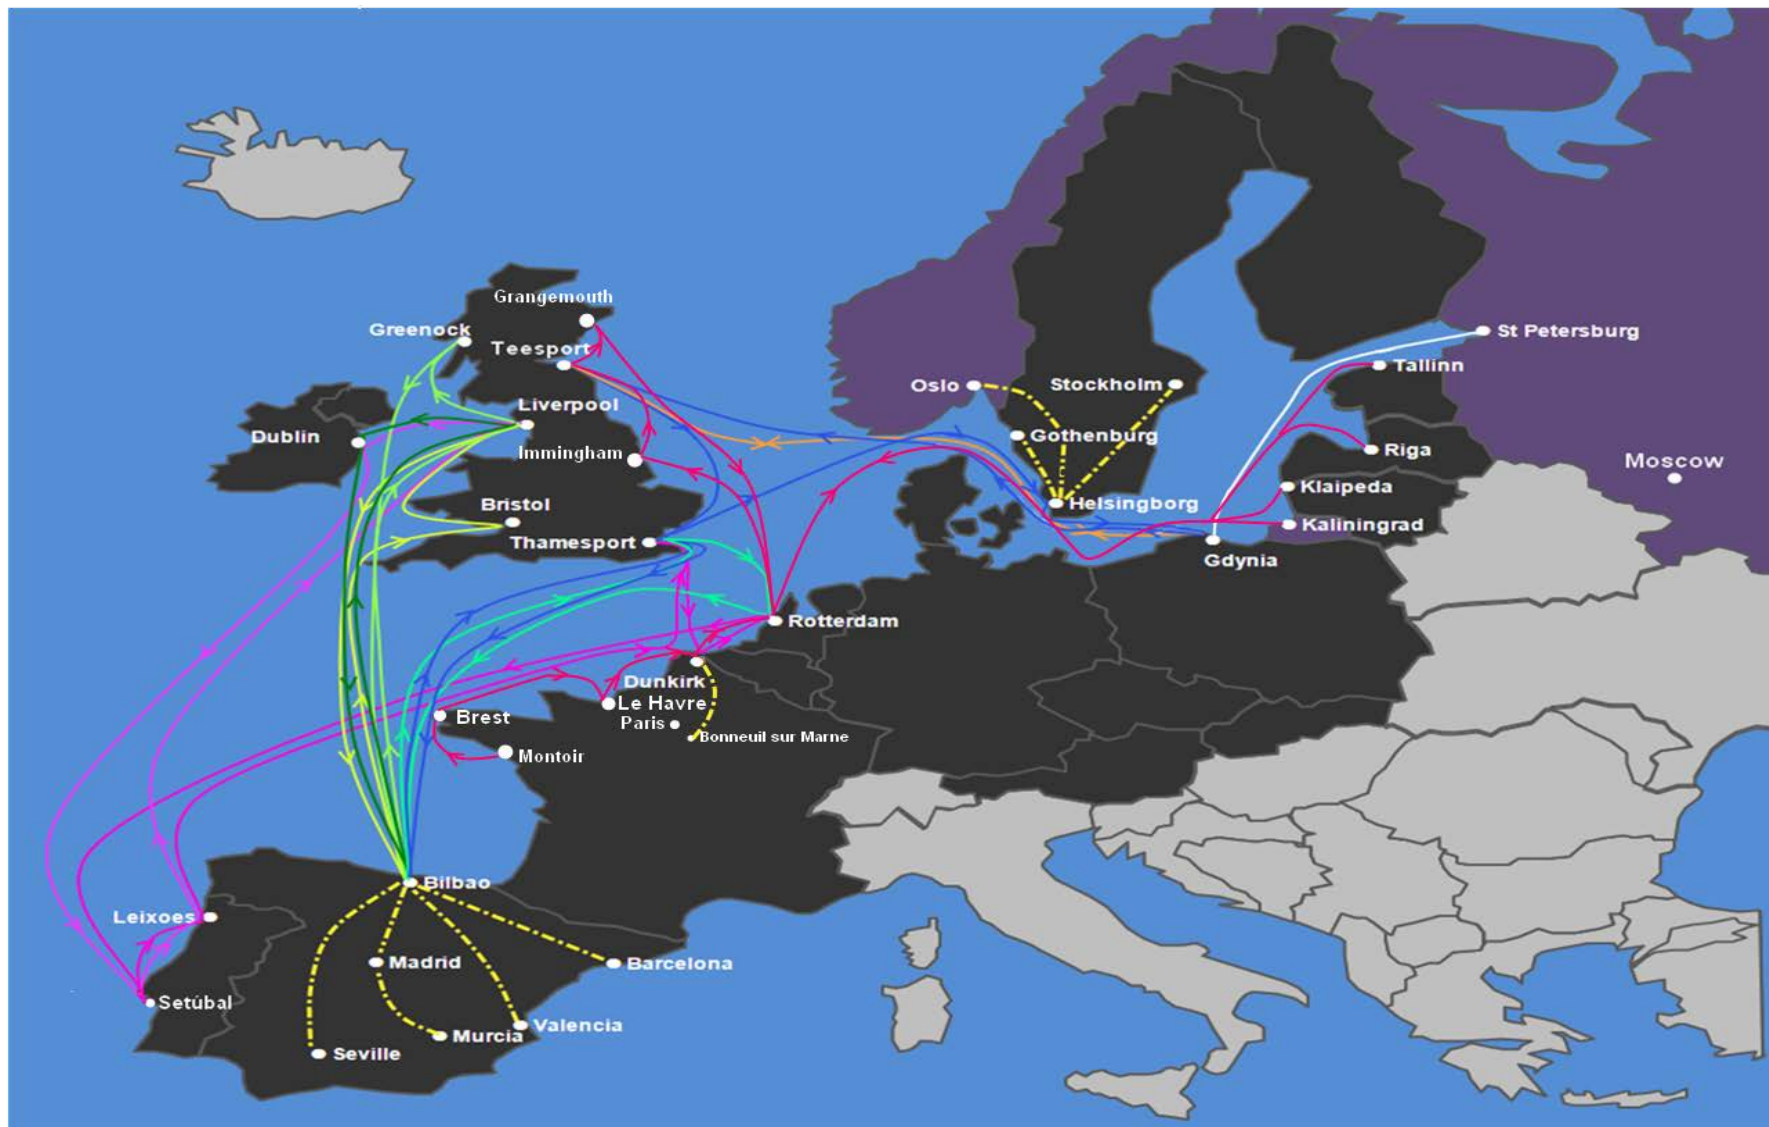 Grangemouth
Greenock
Teesport
St Petersburg
Tallinn
Oslo
Stockholm
Liverpool
Dublin
Gothenburg
Immingham
Riga
Moscow
Klaipeda
Bristol
Helsingborg
Kaliningrad
Thamesport
Gdynia
Rotterdam
Dunkirk
Le Havre
Brest
Paris
Bonneuil sur Marne
Montoir
Bilbao
Leixoes
Madrid
Barcelona
Setúbal
Valencia
Murcia
Seville